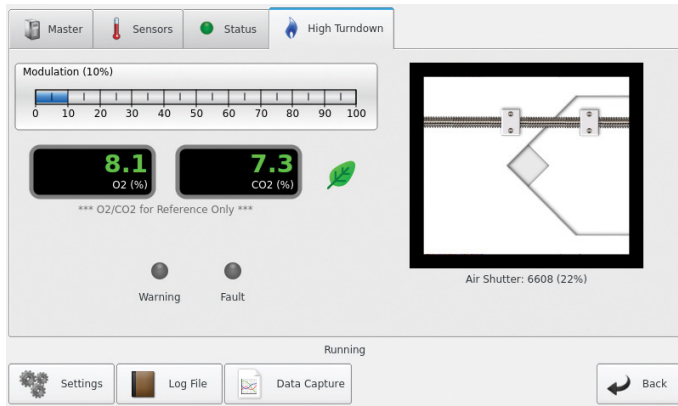 Master Sensors Status High Turndown
Modulation (10%)
0 10 20 30 40 50 60 70 80 90 100
8.1 7.3
O2 (%) CO2 (%)
*** O2/CO2 for Reference Only ***
Air Shutter: 6608 (22%)
Warning Fault
Running
Settings Log File Data Capture Back